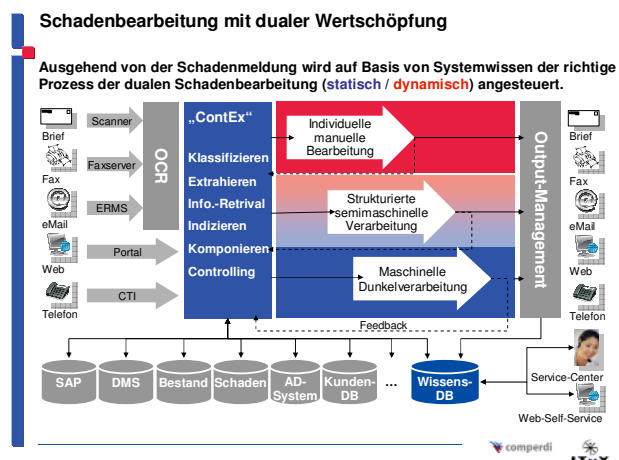 Schadenbearbeitung mit dualer Wertschöpfung
Ausgehend von der Schadenmeldung wird auf Basis von Systemwissen der richtige
Prozess der dualen Schadenbearbeitung (statisch / dynamisch) angesteuert.
Brief
Fax
eMail
Web
Telefon
Scanner
Faxserver
ERMS
Portal
CTI
OCR
„ContEx"
Klassifizieren
Extrahieren
Info.-Retrival
Indizieren
Komponieren
Controlling
Individuelle
manuelle
Bearbeitung
Strukturierte
semimaschinelle
Verarbeitung
Maschinelle
Dunkelverarbeitung
Feedback
Output-Management
Brief
Fax
eMail
Web
Telefon
SAP
DMS
Bestand
Schaden
AD-
System
Kunden-
DB
...
Wissens-
DB
Service-Center
Web-Self-Service
comperdi